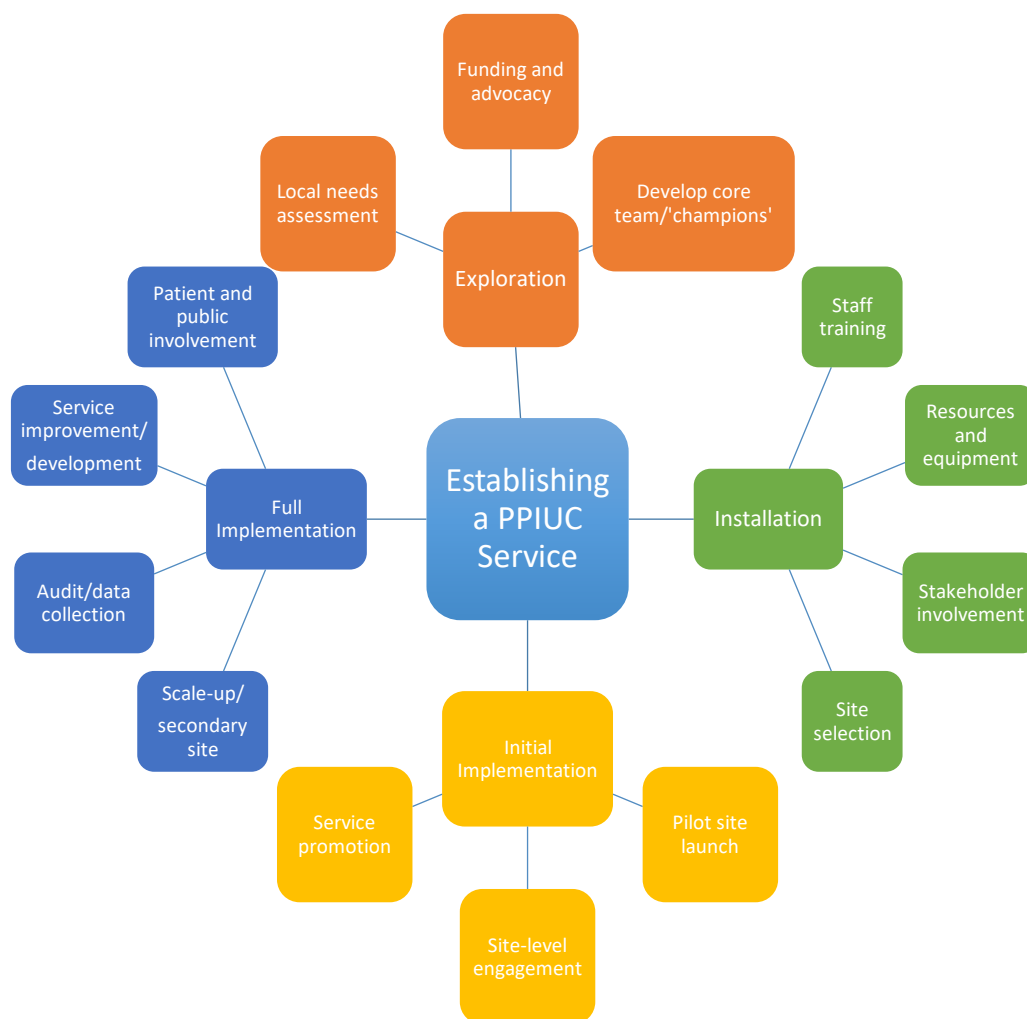 Funding and
advocacy
Local needs
assessment
Develop core
team/'champions'
Exploration
Patient and
public
involvement
Staff
training
Service
improvement/
development
Resources
and
equipment
Establishing
a PPIUC
Service
Full
Implementation
Installation
Audit/data
collection
Stakeholder
involvement
Scale-up/
secondary
site
Site
selection
Initial
Implementation
Service
promotion
Pilot site
launch
Site-level
engagement